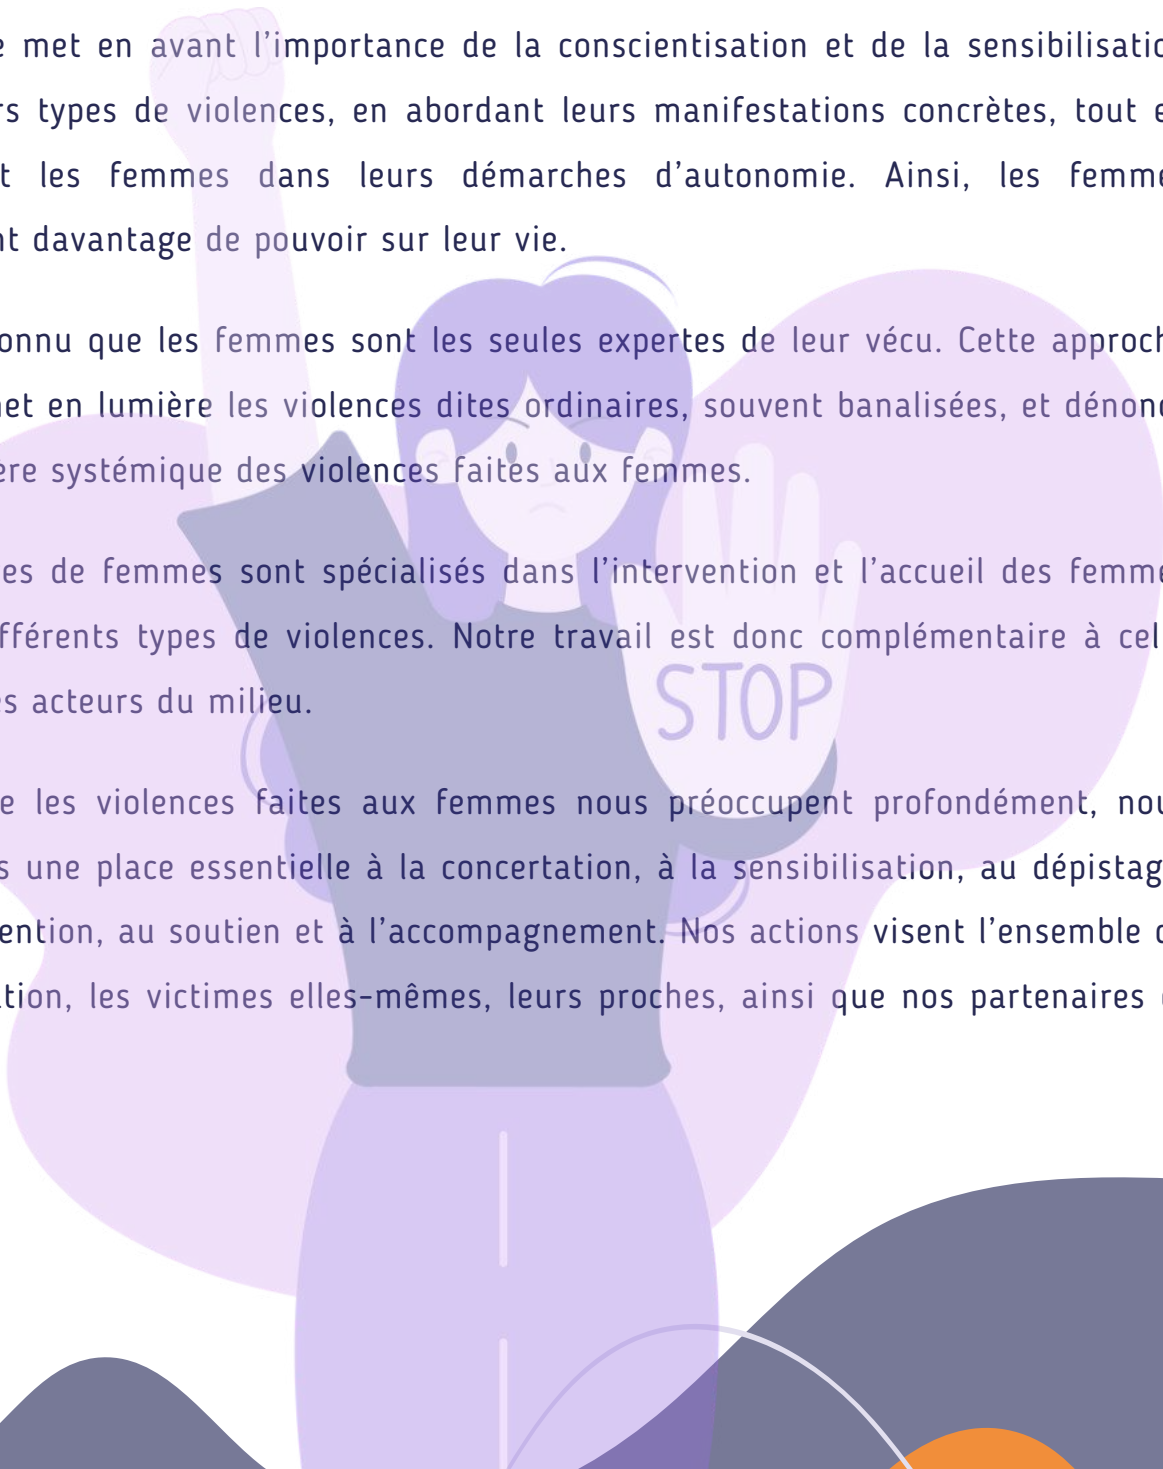 met en avant l'importance de la conscientisation et de la sensibilisatio
rs types de violences, en abordant leurs manifestations concrètes, tout e
t les femmes dans leurs démarches d'autonomie. Ainsi, les femme
nt davantage de pouvoir sur leur vie.
onnu que les femmes sont les seules expertes de leur vécu. Cette approch
et en lumière les violences dites ordinaires, souvent banalisées, et dénonc
ère systémique des violences faites aux femmes.
es de femmes sont spécialisés dans l'intervention et l'accueil des femme
fférents types de violences. Notre travail est donc complémentaire à cel
s acteurs du milieu.
STOP
e les violences faites aux femmes nous préoccupent profondément, nou
s une place essentielle à la concertation, à la sensibilisation, au dépistag
ention, au soutien et à l'accompagnement. Nos actions visent l'ensemble d
tion, les victimes elles-mêmes, leurs proches, ainsi que nos partenaires